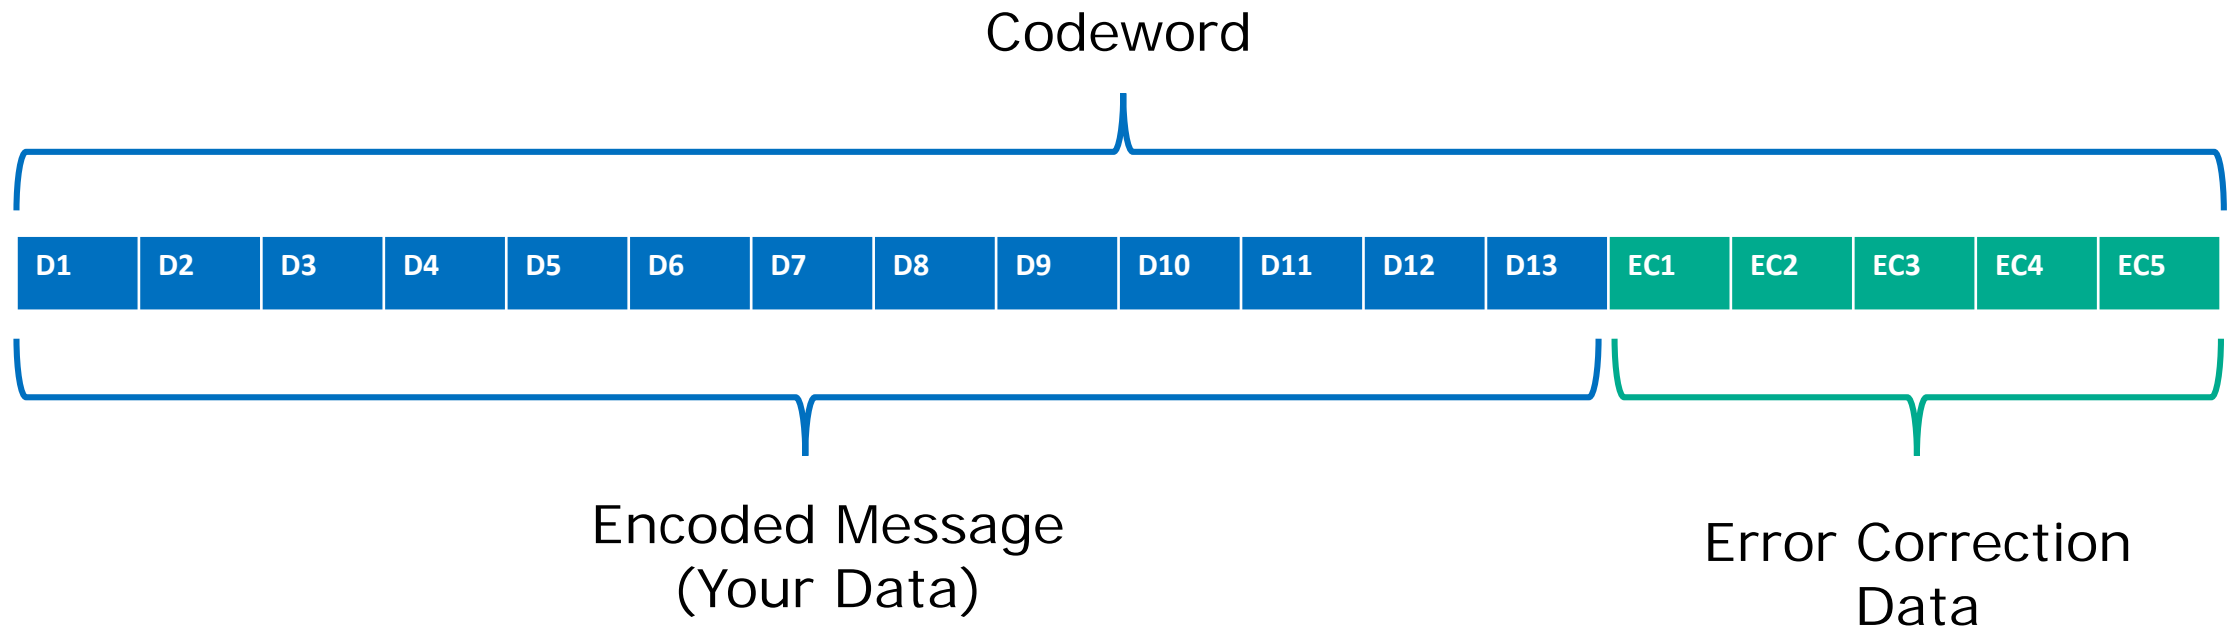 Codeword
D1 D2 D3 D4 D5 D6 D7 D8 D9 D10 D11 D12 D13 EC1 EC2 EC3 EC4 EC5
Encoded Message
(Your Data)
Error Correction
Data